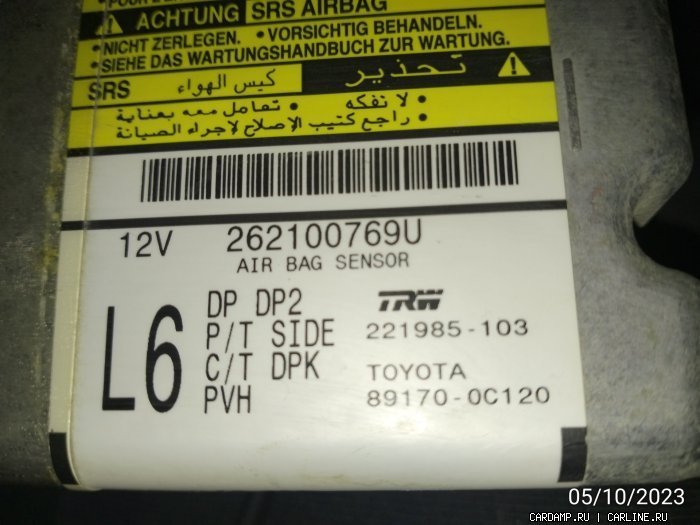 ACHTUNG SRS AIRBAG
•NICHT ZERLEGEN. •VORSICHTIG BEHANDELN.
•SIEHE DAS WARTUNGSHANDBUCH ZUR WARTUNG.
SRS كيس الهواء تحذير
• لا تفكه • تعامل معه بعناية
• راجع كتيب الإصلاح لإجراء الصيانة
12V 262100769U
AIR BAG SENSOR
L6
DP DP2
P/T SIDE
C/T DPK
PVH
TRW
221985-103
TOYOTA
89170-0C120
05/10/2023
CARDAMP.RU | CARLINE.RU